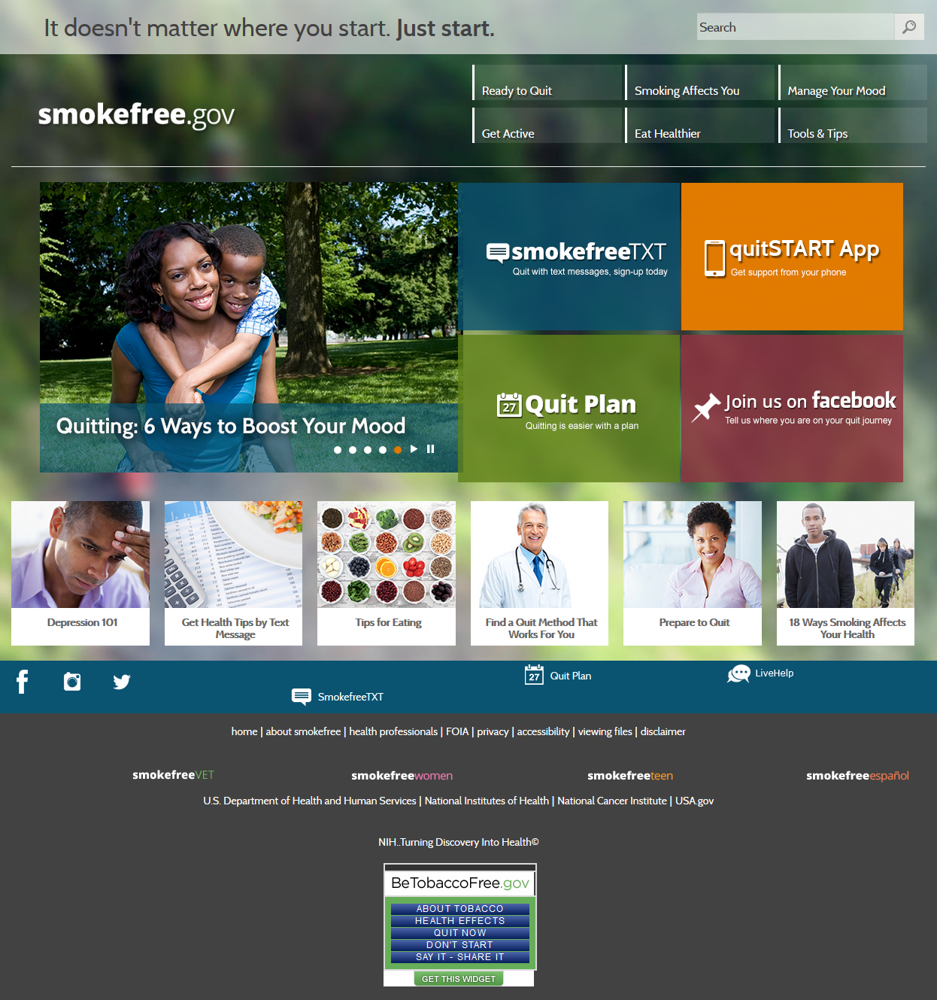 It doesn't matter where you start. Just start.
Search
smokefree.gov
Ready to Quit
Smoking Affects You
Manage Your Mood
Get Active
Eat Healthier
Tools & Tips
smokefreeTXT
Quit with text messages, sign-up today
quitSTART App
Get support from your phone
Quitting: 6 Ways to Boost Your Mood
27 Quit Plan
Quitting is easier with a plan
Join us on facebook
Tell us where you are on your quit journey
Depression 101
Get Health Tips by Text
Message
Tips for Eating
Find a Quit Method That
Works For You
Prepare to Quit
18 Ways Smoking Affects
Your Health
SmokefreeTXT
27 Quit Plan
LiveHelp
home | about smokefree | health professionals | FOIA | privacy | accessibility | viewing files | disclaimer
smokefreeVET
smokefreewomen
smokefreeteen
smokefreeespañol
U.S. Department of Health and Human Services | National Institutes of Health | National Cancer Institute | USA.gov
NIH...Turning Discovery Into Health©
BeTobaccoFree.gov
ABOUT TOBACCO
HEALTH EFFECTS
QUIT NOW
DON'T START
SAY IT - SHARE IT
GET THIS WIDGET